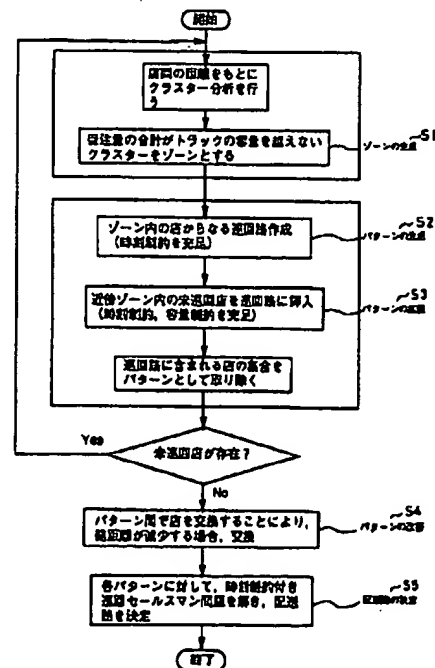 開始
店間の距離をもとに
クラスター分析を行
う
S1
ゾーンの生成
受注量の合計がトラックの容量を超えない
クラスターをゾーンとする
S2
パターンの生成
ゾーン内の店からなる巡回路作成
(時刻制約を充足)
S3
パターンの拡張
近傍ゾーン内の未巡回店を巡回路に挿入
(時刻制約,容量制約を充足)
巡回路に含まれる店の集合を
パターンとして取り除く
Yes
未巡回店が存在?
No
S4
パターンの改善
パターン間で店を交換することにより,
総距離が減少する場合,交換
S5
配送路の決定
各パターンに対して,時刻制約付き
巡回セールスマン問題を解き,配送
路を決定
終了